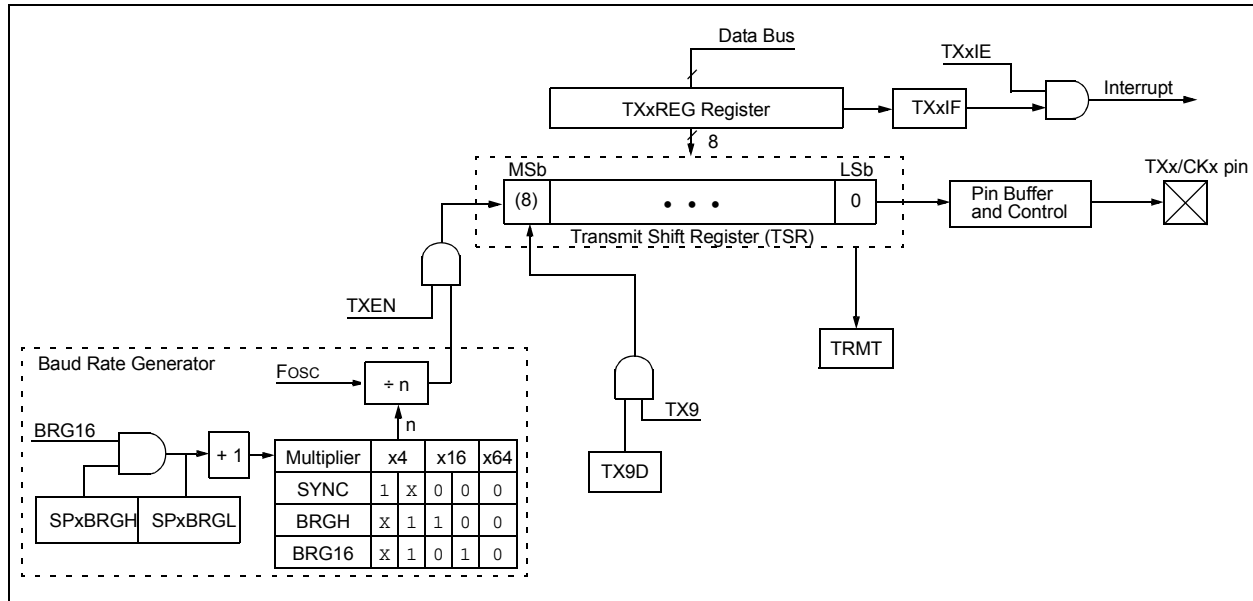 Data Bus
TXxIE
Interrupt
TXxREG Register
TXxIF
8
MSb
LSb
TXx/CKx pin
(8)
• • •
0
Pin Buffer
and Control
Transmit Shift Register (TSR)
TXEN
TRMT
Baud Rate Generator
FOSC
÷ n
n
TX9
BRG16
+ 1
Multiplier x4 x16 x64
SYNC 1 X 0 0 0
BRGH X 1 1 0 0
BRG16 X 1 0 1 0
TX9D
SPxBRGH SPxBRGL